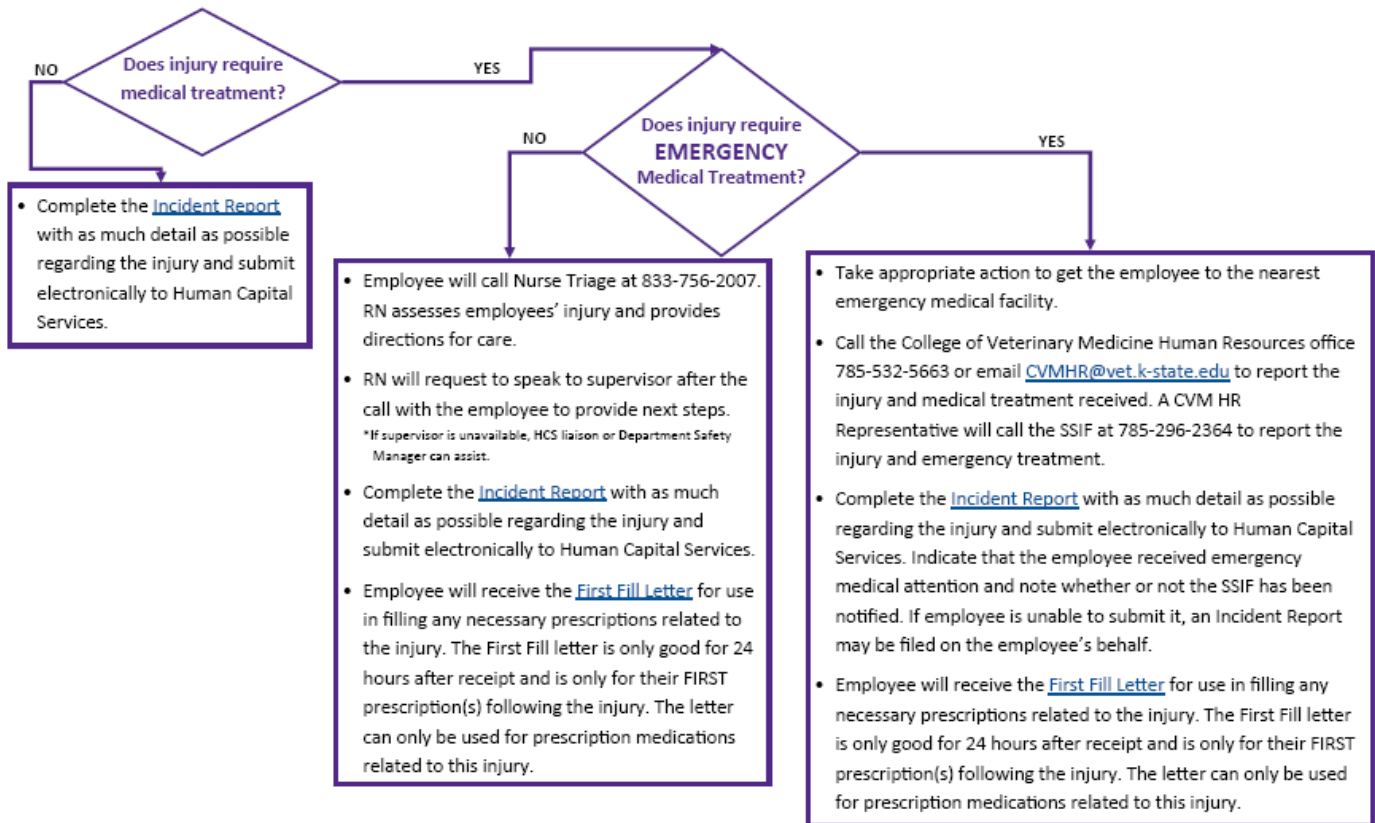 Does injury require
medical treatment?
NO
YES
Does injury require
EMERGENCY
Medical Treatment?
NO
YES
• Complete the Incident Report
with as much detail as possible
regarding the injury and submit
electronically to Human Capital
Services.
• Employee will call Nurse Triage at 833-756-2007.
RN assesses employees' injury and provides
directions for care.
• RN will request to speak to supervisor after the
call with the employee to provide next steps.
*If supervisor is unavailable, HCS liaison or Department Safety
Manager can assist.
• Complete the Incident Report with as much
detail as possible regarding the injury and
submit electronically to Human Capital Services.
• Employee will receive the First Fill Letter for use
in filling any necessary prescriptions related to
the injury. The First Fill letter is only good for 24
hours after receipt and is only for their FIRST
prescription(s) following the injury. The letter
can only be used for prescription medications
related to this injury.
• Take appropriate action to get the employee to the nearest
emergency medical facility.
• Call the College of Veterinary Medicine Human Resources office
785-532-5663 or email CVMHR@vet.k-state.edu to report the
injury and medical treatment received. A CVM HR
Representative will call the SSIF at 785-296-2364 to report the
injury and emergency treatment.
• Complete the Incident Report with as much detail as possible
regarding the injury and submit electronically to Human Capital
Services. Indicate that the employee received emergency
medical attention and note whether or not the SSIF has been
notified. If employee is unable to submit it, an Incident Report
may be filed on the employee's behalf.
• Employee will receive the First Fill Letter for use in filling any
necessary prescriptions related to the injury. The First Fill letter
is only good for 24 hours after receipt and is only for their FIRST
prescription(s) following the injury. The letter can only be used
for prescription medications related to this injury.